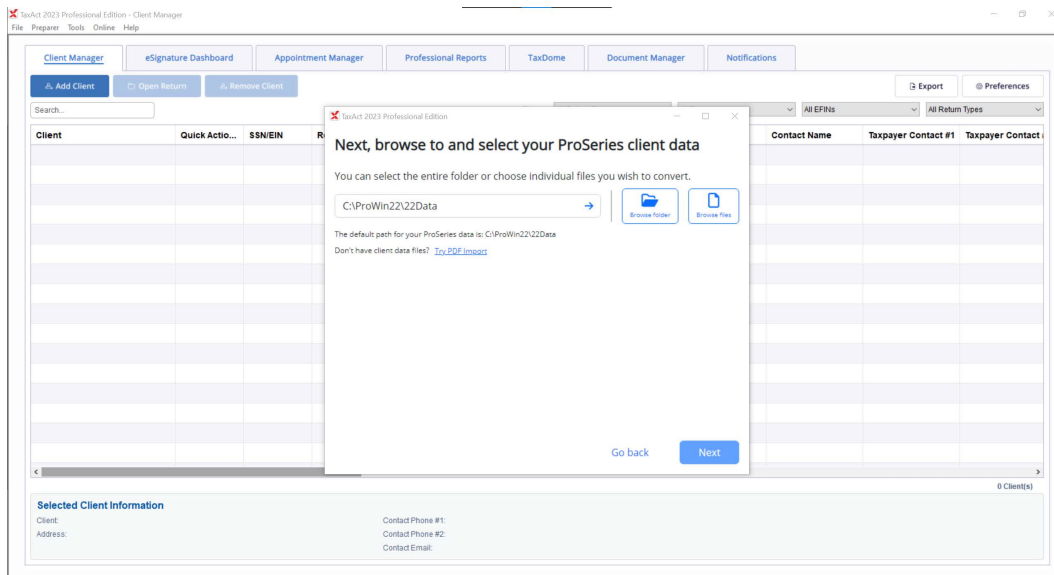 TaxAct 2023 Professional Edition - Client Manager
File Preparer Tools Online Help
Client Manager eSignature Dashboard Appointment Manager Professional Reports TaxDome Document Manager Notifications
Add Client Open Return Remove Client Export Preferences
Search... All EFINs All Return Types
TaxAct 2023 Professional Edition
Client Quick Actio... SSN/EIN Contact Name Taxpayer Contact #1 Taxpayer Contact
Next, browse to and select your ProSeries client data
You can select the entire folder or choose individual files you wish to convert.
C:\ProWin22\22Data
Browse folder Browse files
The default path for your ProSeries data is: C:\ProWin22\22Data
Don't have client data files? Try PDF Import
Go back Next
0 Client(s)
Selected Client Information
Client: Contact Phone #1:
Address: Contact Phone #2:
Contact Email: